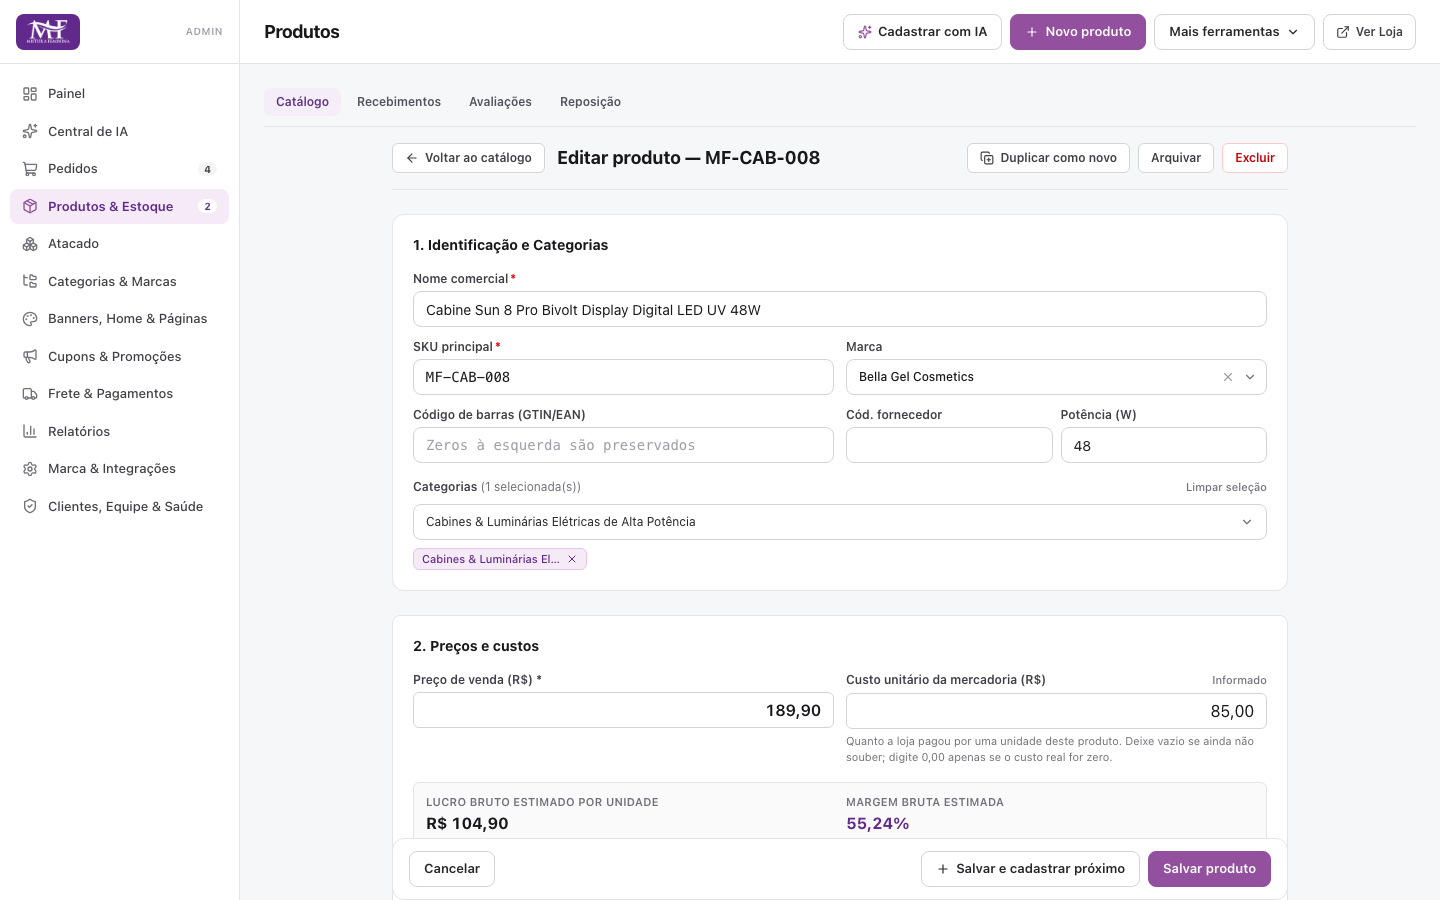 MF
ADMIN
Produtos
Cadastrar com IA
Novo produto
Mais ferramentas
Ver Loja
Painel
Central de IA
Pedidos 4
Produtos & Estoque 2
Atacado
Categorias & Marcas
Banners, Home & Páginas
Cupons & Promoções
Frete & Pagamentos
Relatórios
Marca & Integrações
Clientes, Equipe & Saúde
Catálogo Recebimentos Avaliações Reposição
Voltar ao catálogo
Editar produto — MF-CAB-008
Duplicar como novo
Arquivar
Excluir
1. Identificação e Categorias
Nome comercial*
Cabine Sun 8 Pro Bivolt Display Digital LED UV 48W
SKU principal* Marca
MF-CAB-008 Bella Gel Cosmetics
Código de barras (GTIN/EAN) Cód. fornecedor Potência (W)
Zeros à esquerda são preservados 48
Categorias (1 selecionada(s)) Limpar seleção
Cabines & Luminárias Elétricas de Alta Potência
Cabines & Luminárias El...
2. Preços e custos
Preço de venda (R$) * Custo unitário da mercadoria (R$) Informado
189,90 85,00
Quanto a loja pagou por uma unidade deste produto. Deixe vazio se ainda não
souber; digite 0,00 apenas se o custo real for zero.
LUCRO BRUTO ESTIMADO POR UNIDADE MARGEM BRUTA ESTIMADA
R$ 104,90 55,24%
Cancelar
Salvar e cadastrar próximo
Salvar produto